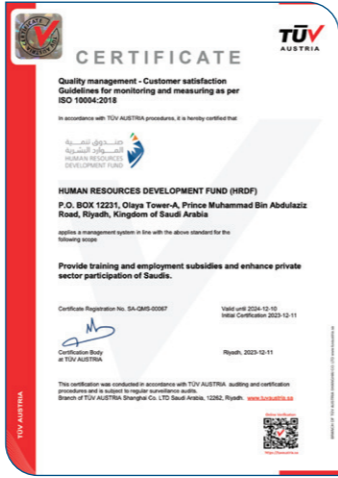 TÜV
AUSTRIA
CERTIFICATE
Quality management - Customer satisfaction
Guidelines for monitoring and measuring as per
ISO 10004:2018
In accordance with TÜV AUSTRIA procedures, it is hereby certified that
صندوق تنمية
الموارد البشرية
HUMAN RESOURCES
DEVELOPMENT FUND
HUMAN RESOURCES DEVELOPMENT FUND (HRDF)
P.O. BOX 12231, Olaya Tower-A, Prince Muhammad Bin Abdulaziz
Road, Riyadh, Kingdom of Saudi Arabia
applies a management system in line with the above standard for the
following scope
Provide training and employment subsidies and enhance private
sector participation of Saudis.
Certificate Registration No. SA-QMS-00067
Valid until 2024-12-10
Initial Certification 2023-12-11
Certification Body
at TÜV AUSTRIA
Riyadh, 2023-12-11
This certification was conducted in accordance with TÜV AUSTRIA auditing and certification
procedures and is subject to regular surveillance audits.
Branch of TÜV AUSTRIA Shanghai Co. LTD Saudi Arabia, 12262, Riyadh. www.tuvaustria.sa
TÜV AUSTRIA